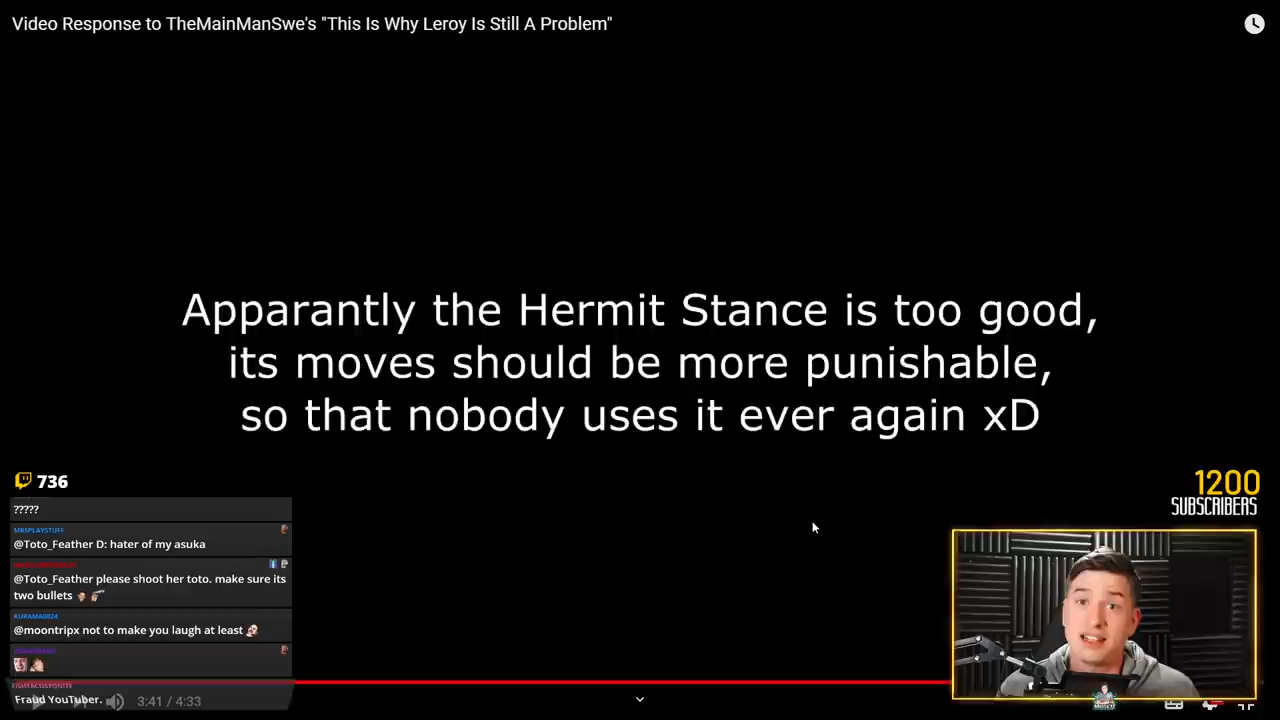 Video Response to TheMainManSwe's "This Is Why Leroy Is Still A Problem"
Apparantly the Hermit Stance is too good,
its moves should be more punishable,
so that nobody uses it ever again xD
736
1200
SUBSCRIBERS
?????
MRSPLAYSTUFF
@Toto_Feather D: hater of my asuka
@Toto_Feather please shoot her toto. make sure its
two bullets
KURAMA0824
@moontripx not to make you laugh at least
Fraud YouTuber.
3:41 / 4:33